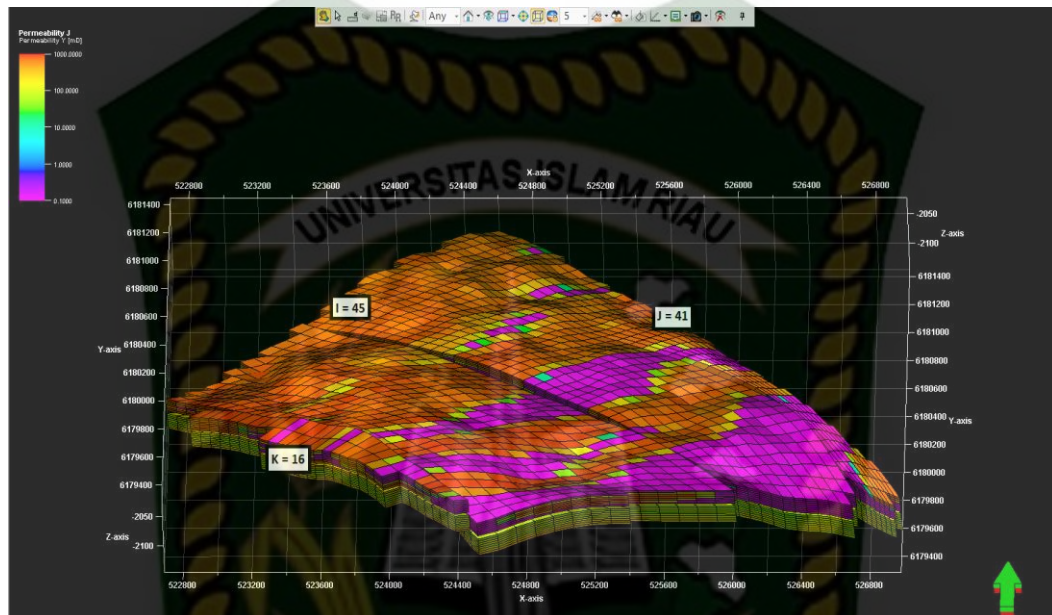 Any
5
Permeability J
Permeability Y [mD]
1000.0000
100.0000
10.0000
1.0000
0.1000
UNIVERSITAS ISLAM RIAU
X-axis
522800 523200 523600 524000 524400 524800 525200 525600 526000 526400 526800
6181400
6181200
6181000
6180800
6180600
6180400
Y-axis
6180200
6180000
6179800
6179600
6179400
-2050
Z-axis
-2100
-2050
Z-axis
-2100
6181400
6181200
6181000
6180800
6180600
6180400
Y-axis
6180200
6180000
6179800
6179600
6179400
I = 45
J = 41
K = 16
522800 523200 523600 524000 524400 524800 525200 525600 526000 526400 526800
X-axis